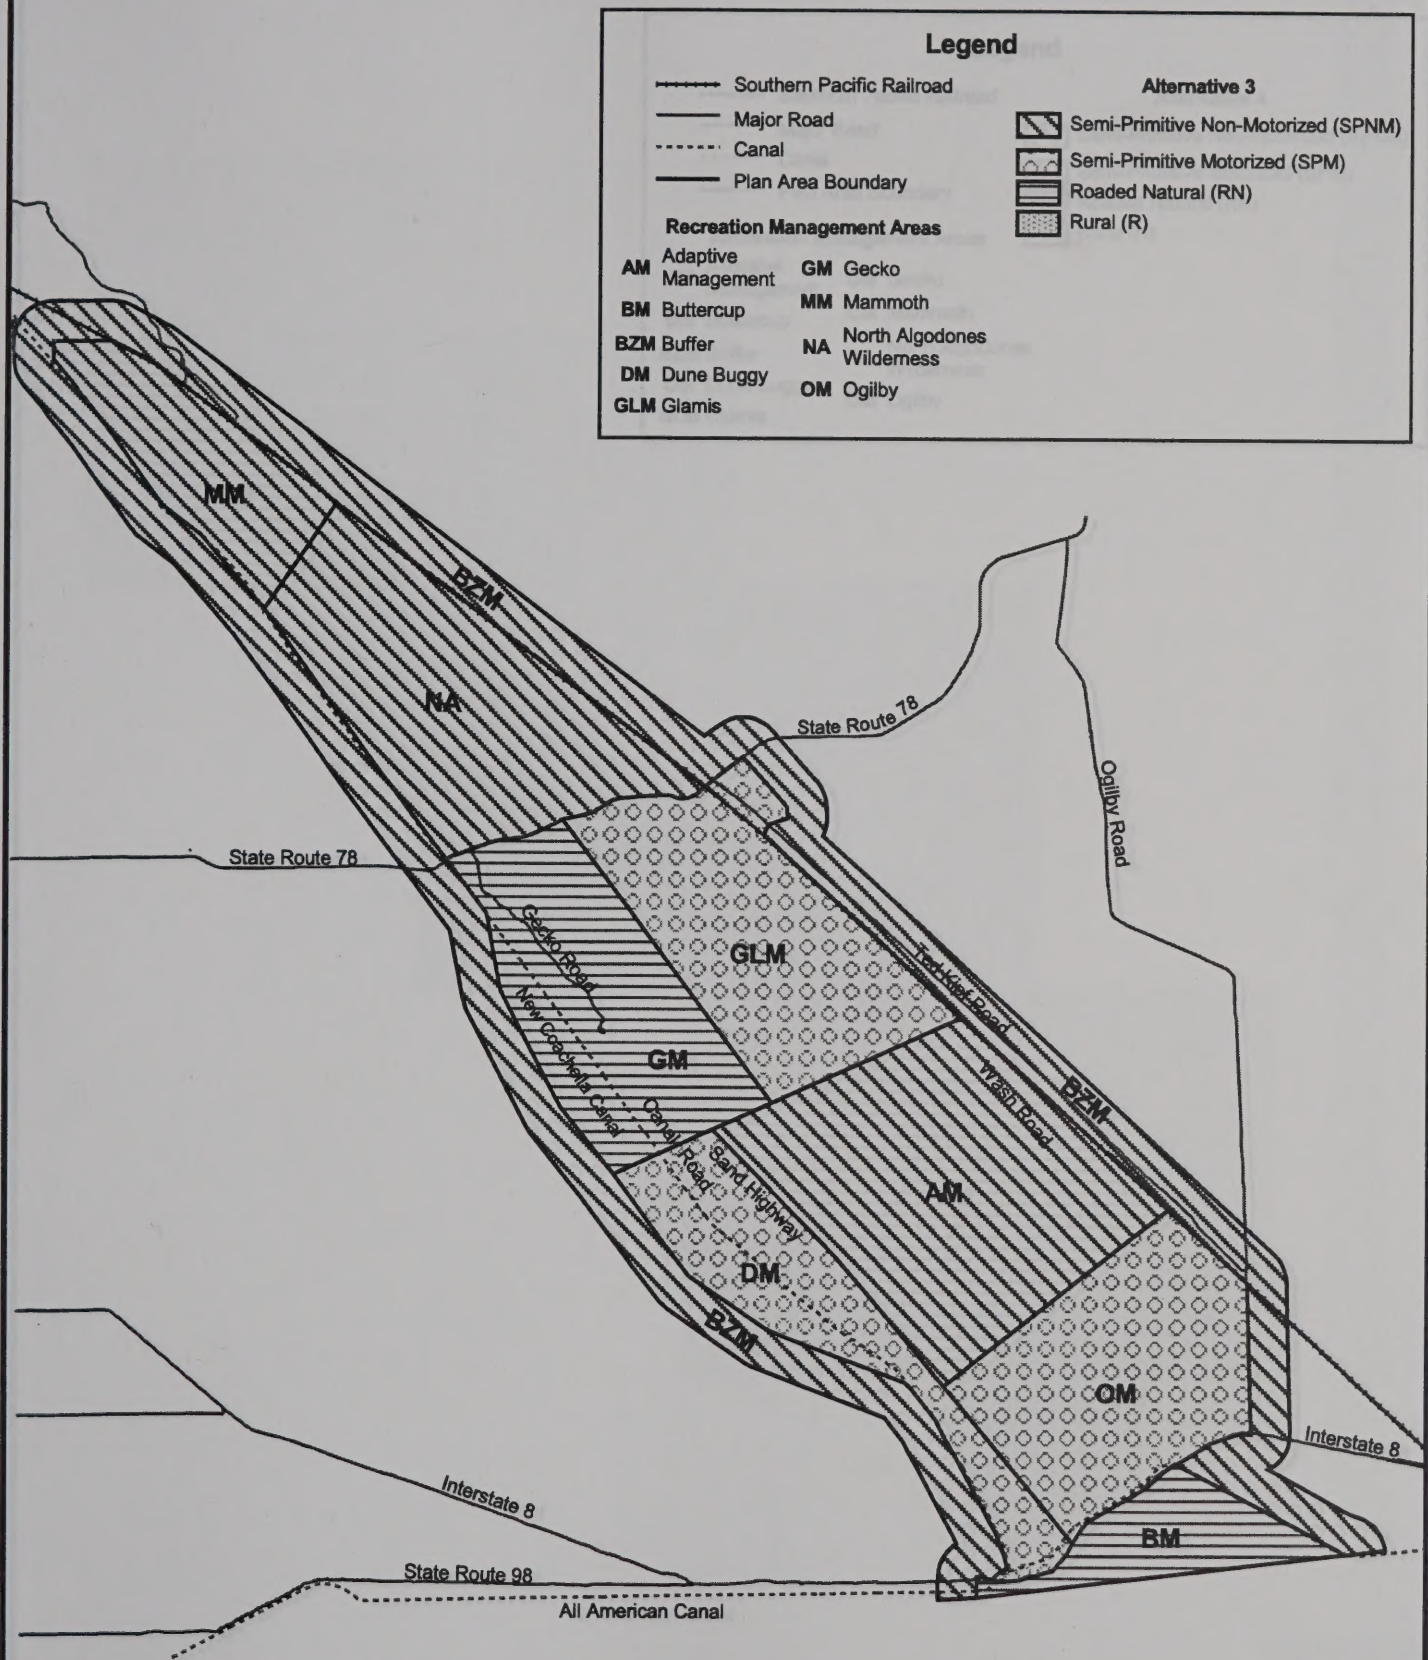 Legend
Southern Pacific Railroad
Major Road
Canal
Plan Area Boundary
Alternative 3
Semi-Primitive Non-Motorized (SPNM)
Semi-Primitive Motorized (SPM)
Roaded Natural (RN)
Rural (R)
Recreation Management Areas
AM Adaptive
Management
BM Buttercup
BZM Buffer
DM Dune Buggy
GLM Glamis
GM Gecko
MM Mammoth
NA North Algodones
Wilderness
OM Ogilby
MM
BZM
NA
State Route 78
Ogilby Road
State Route 78
Gecko Road
GLM
Ted Kipf Road
New Coachella Canal
GM
Wash Road
BZM
Canal Road
Sand Highway
AM
DM
BZM
OM
Interstate 8
Interstate 8
BM
State Route 98
All American Canal